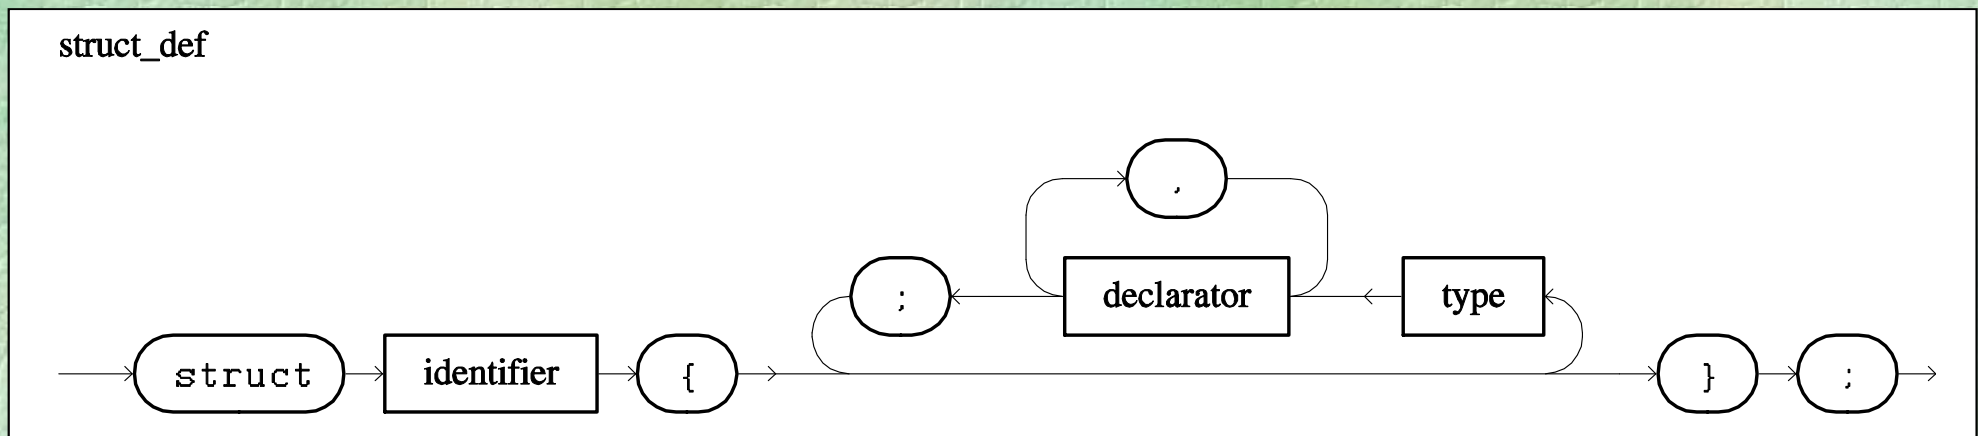 struct_def
,
; declarator type
struct identifier { } ;